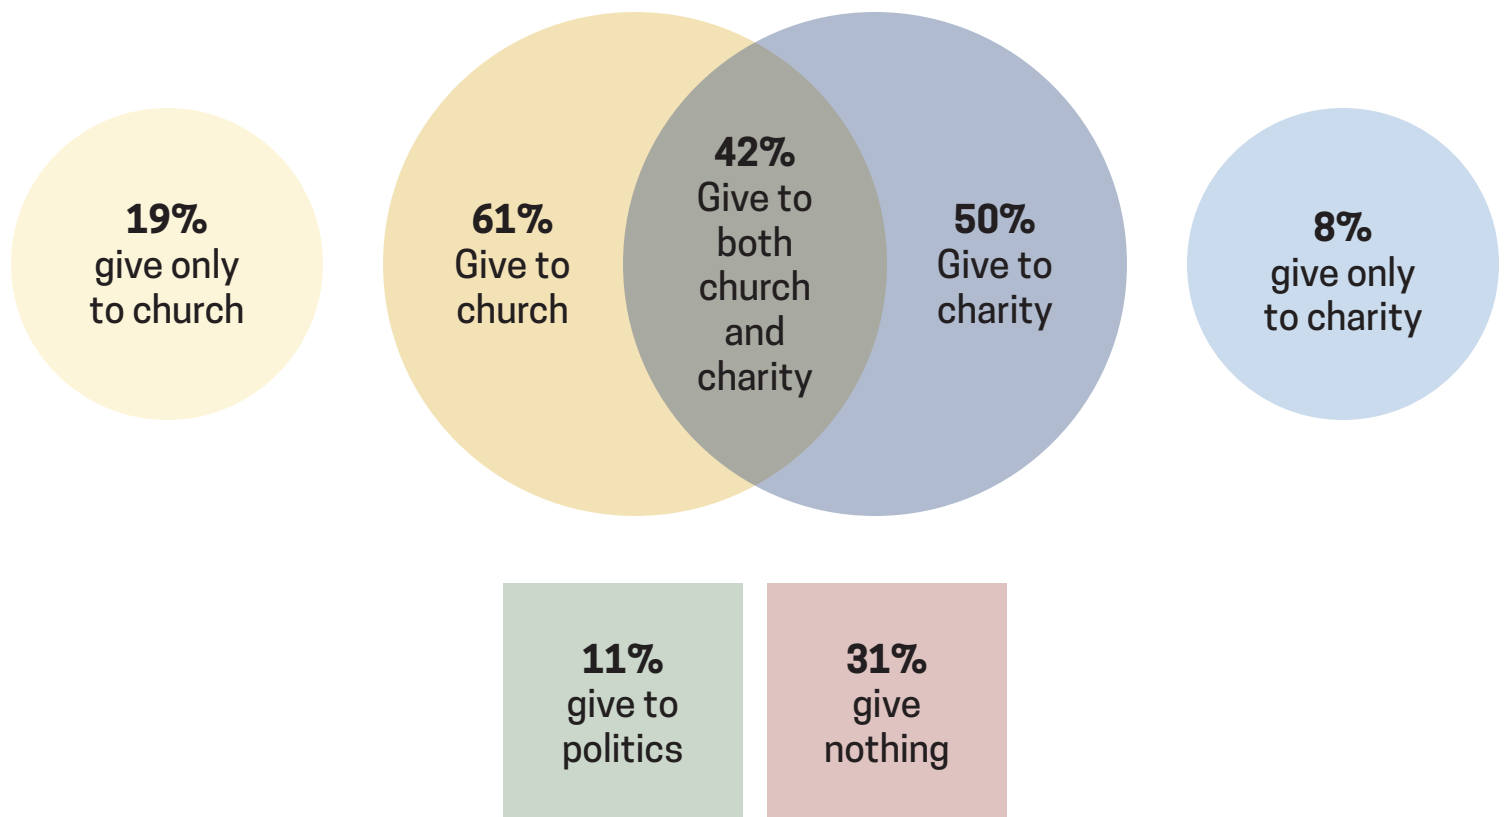 19%
give only
to church
61%
Give to
church
42%
Give to
both
church
and
charity
50%
Give to
charity
8%
give only
to charity
11%
give to
politics
31%
give
nothing